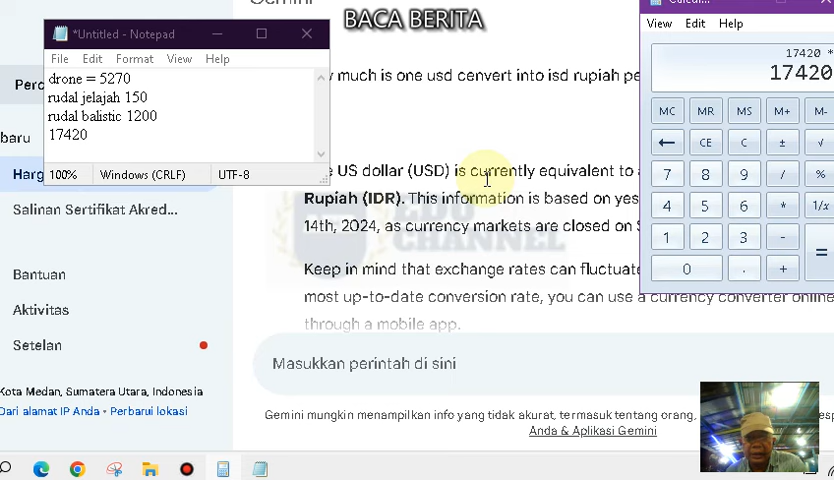 Gemini
BACA BERITA
*Untitled - Notepad
File Edit Format View Help
drone = 5270
rudal jelajah 150
rudal balistic 1200
17420
100% Windows (CRLF) UTF-8
Perc
baru
Harg
Salinan Sertifikat Akred...
Bantuan
Aktivitas
Setelan
Kota Medan, Sumatera Utara, Indonesia
Dari alamat IP Anda • Perbarui lokasi
w much is one usd cenvert into isd rupiah pe
e US dollar (USD) is currently equivalent to
Rupiah (IDR). This information is based on yes
14th, 2024, as currency markets are closed on S
EDU
CHANNEL
Keep in mind that exchange rates can fluctuate
most up-to-date conversion rate, you can use a currency converter online
through a mobile app.
Masukkan perintah di sini
Gemini mungkin menampilkan info yang tidak akurat, termasuk tentang orang,
Anda & Aplikasi Gemini
View Edit Help
17420 *
17420
MC MR MS M+ M-
← CE C ± √
7 8 9 / %
4 5 6 * 1/x
1 2 3 - =
0 . +